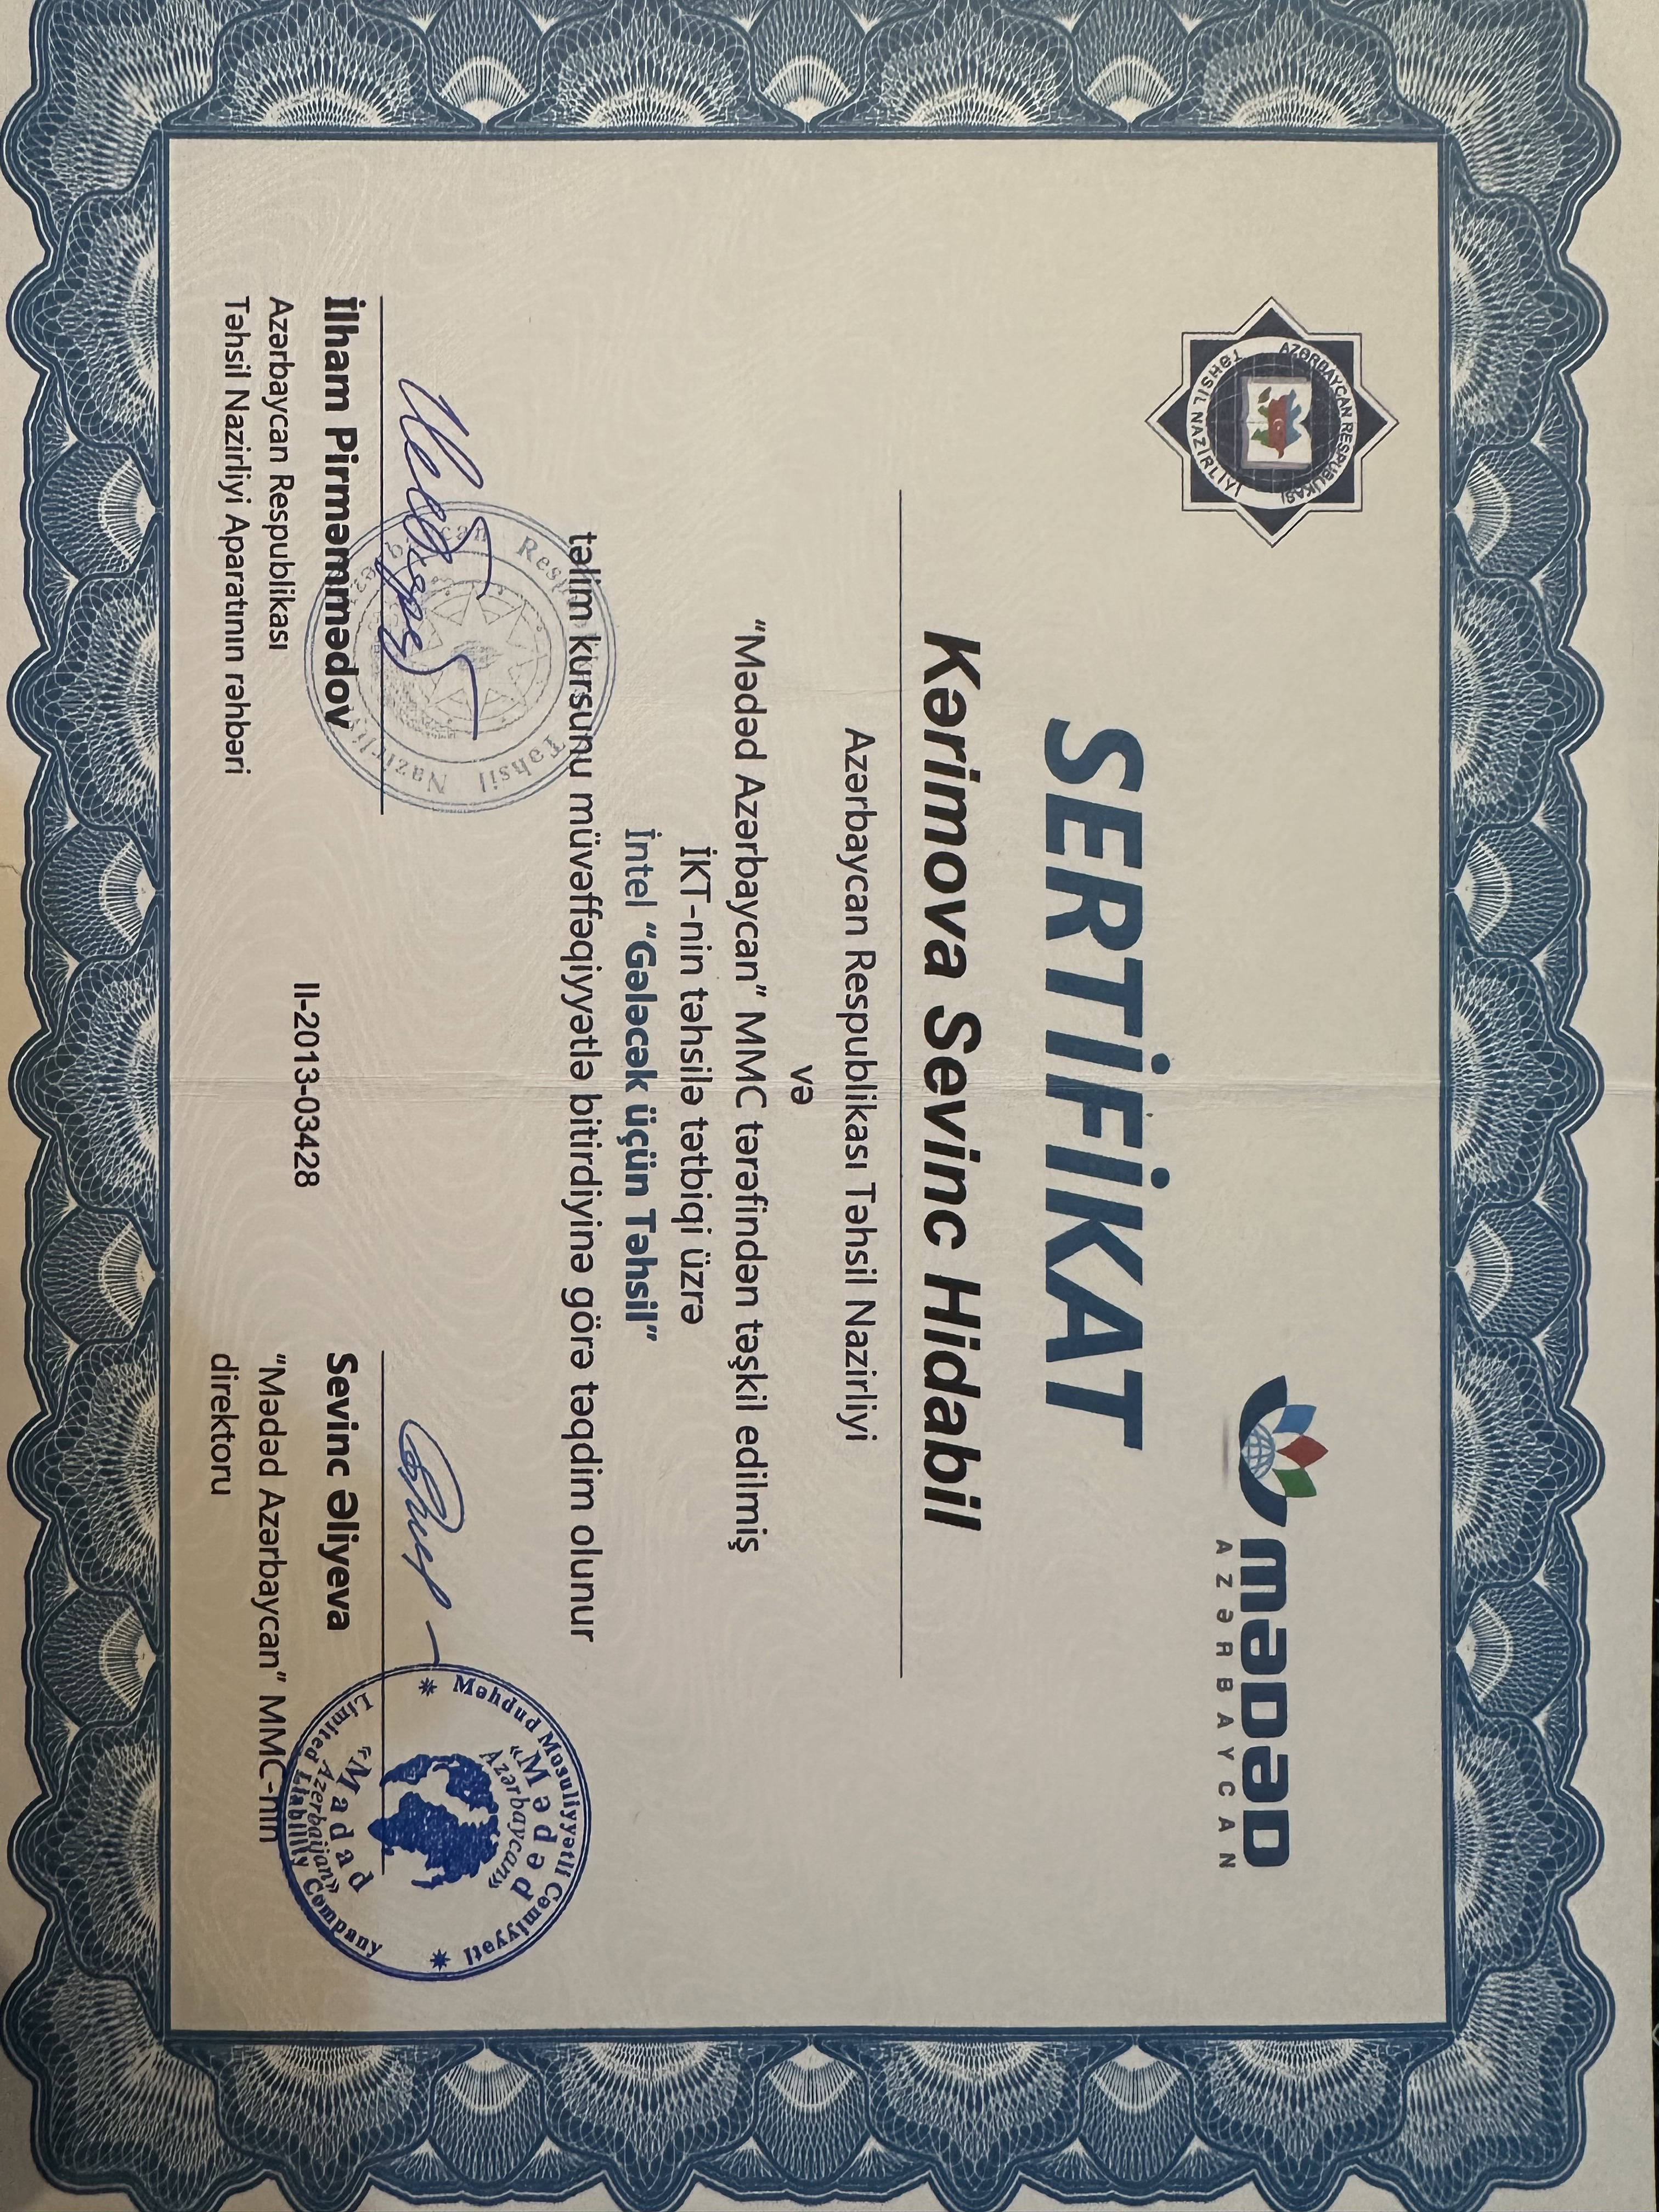 AZƏRBAYCAN RESPUBLİKASI
TƏHSİL NAZİRLİYİ
məDəD
AZƏRBAYCAN
SERTİFİKAT
Kərimova Sevinc Hidabil
Azərbaycan Respublikası Təhsil Nazirliyi
və
“Mədəd Azərbaycan” MMC tərəfindən təşkil edilmiş
İKT-nin təhsilə tətbiqi üzrə
İntel “Gələcək üçün Təhsil”
təlim kursunu müvəffəqiyyətlə bitirdiyinə görə təqdim olunur
İlham Pirməmmədov
Azərbaycan Respublikası
Təhsil Nazirliyi Aparatının rəhbəri
Təhsil Nazirliyi
II-2013-03428
Sevinc Əliyeva
“Mədəd Azərbaycan” MMC-nin
direktoru
Məhdud Məsuliyyətli Cəmiyyəti
«Mədəd
Azərbaycan»
«Madad
Azerbaijan»
Limited Liability Company